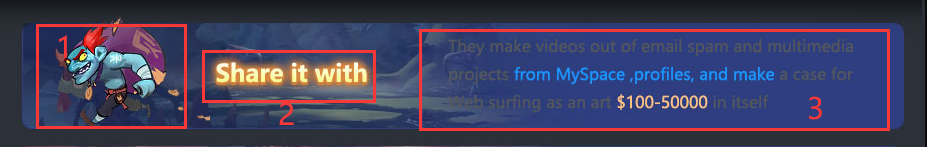 1
Share it with
2
They make videos out of email spam and multimedia
projects from MySpace ,profiles, and make a case for
Web surfing as an art $100-50000 in itself
3